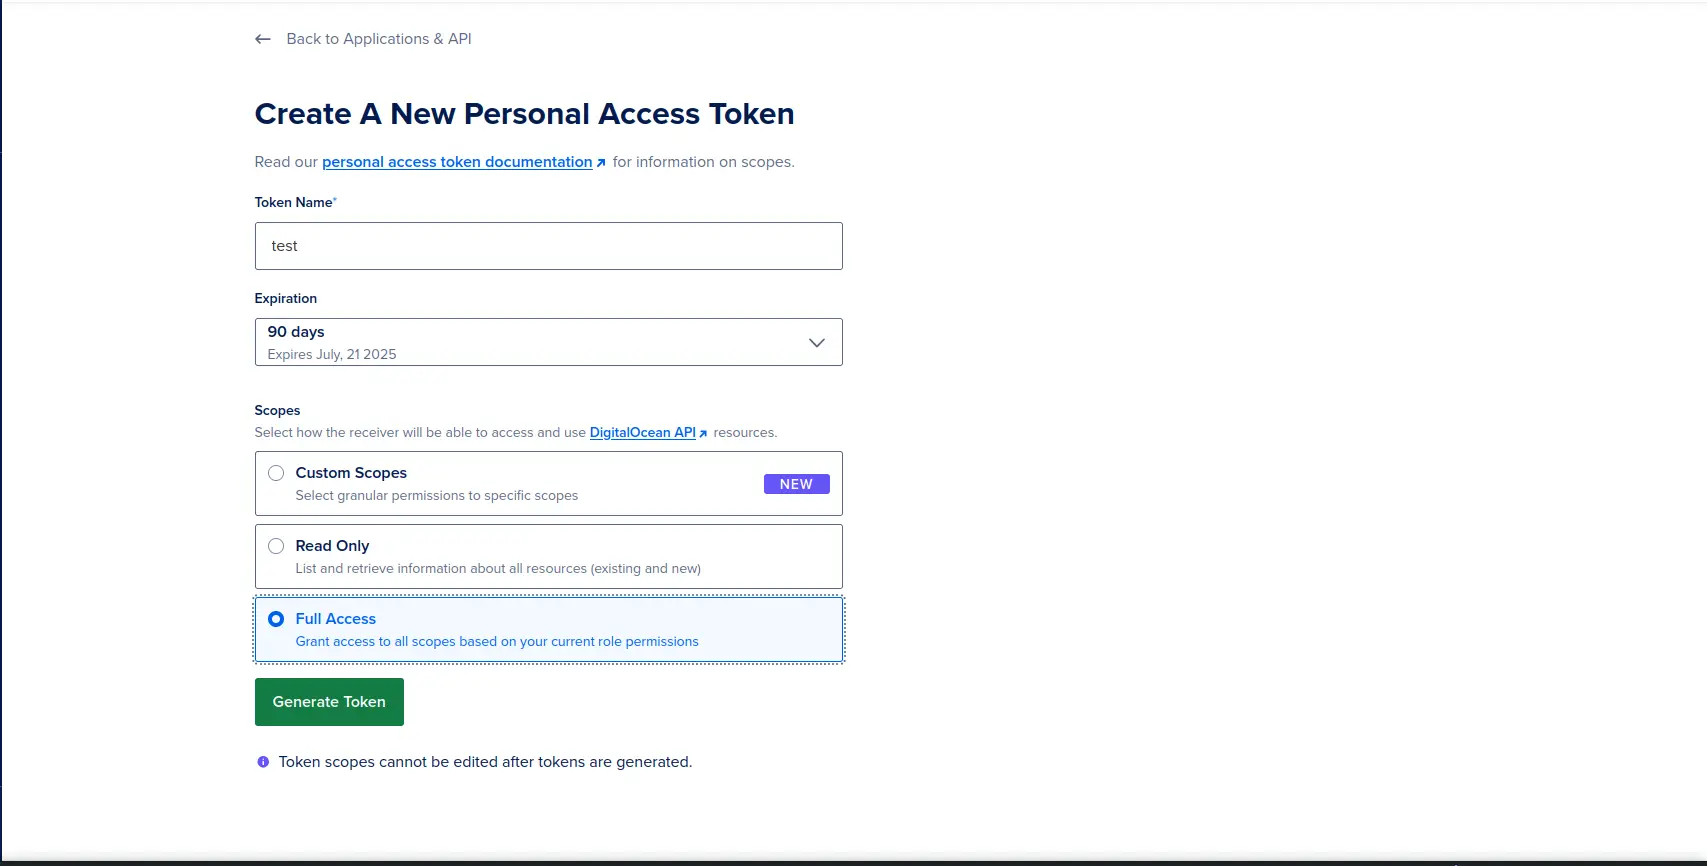 Back to Applications & API
Create A New Personal Access Token
Read our personal access token documentation for information on scopes.
Token Name*
test
Expiration
90 days
Expires July, 21 2025
Scopes
Select how the receiver will be able to access and use DigitalOcean API resources.
Custom Scopes
Select granular permissions to specific scopes
NEW
Read Only
List and retrieve information about all resources (existing and new)
Full Access
Grant access to all scopes based on your current role permissions
Generate Token
Token scopes cannot be edited after tokens are generated.